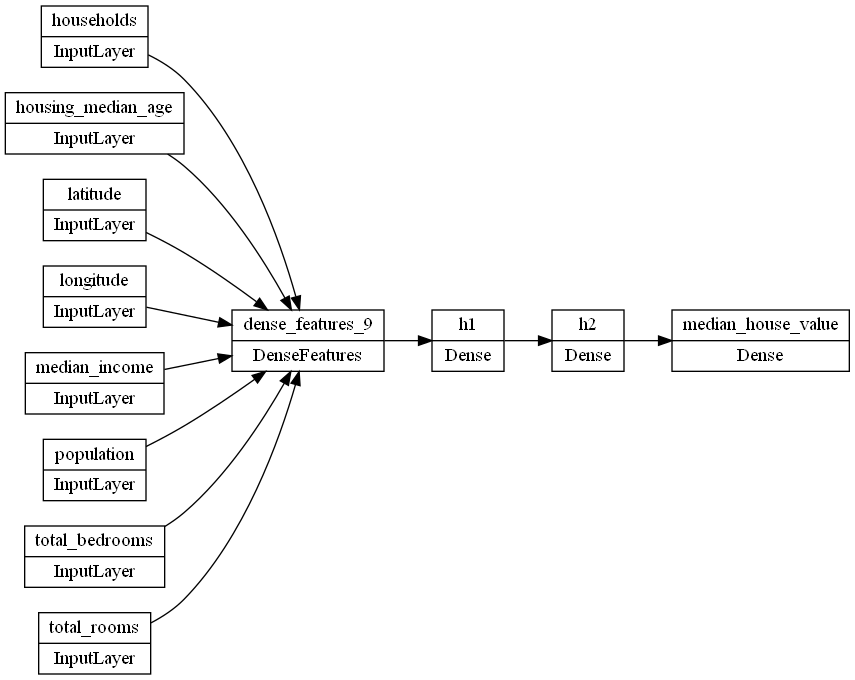 households
InputLayer
housing_median_age
InputLayer
latitude
InputLayer
longitude
InputLayer
median_income
InputLayer
population
InputLayer
total_bedrooms
InputLayer
total_rooms
InputLayer
dense_features_9
DenseFeatures
h1
Dense
h2
Dense
median_house_value
Dense